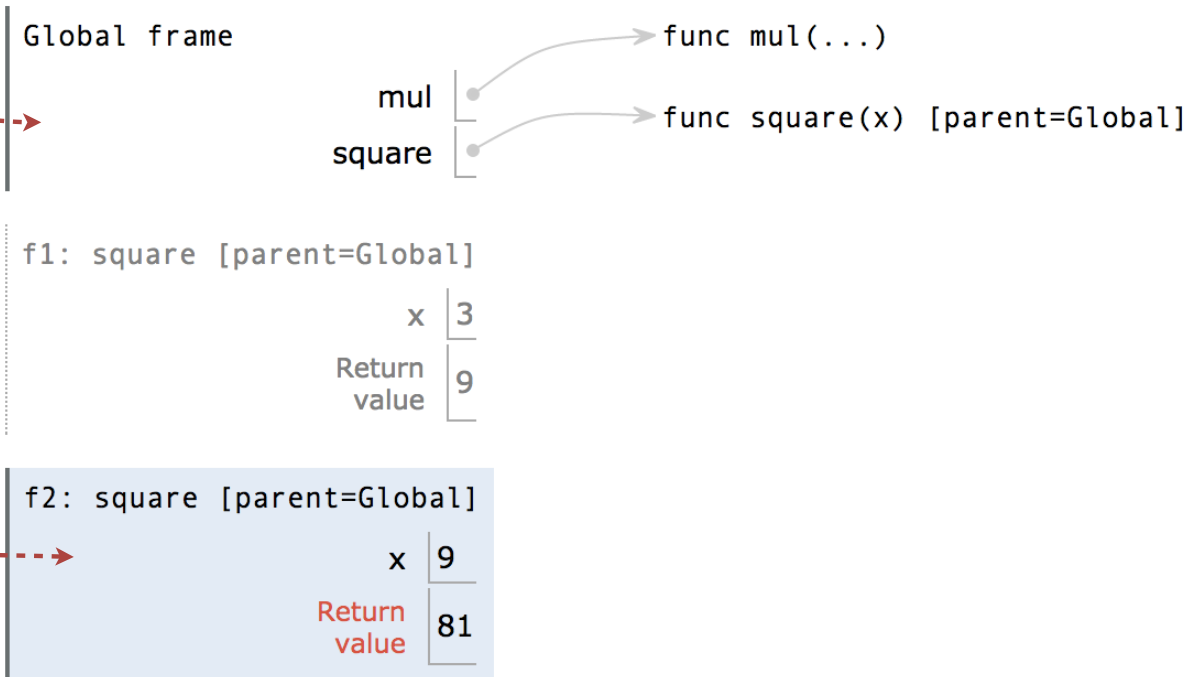 Global frame
func mul(...)
mul
func square(x) [parent=Global]
square
f1: square [parent=Global]
x 3
Return
value 9
f2: square [parent=Global]
x 9
Return
value 81